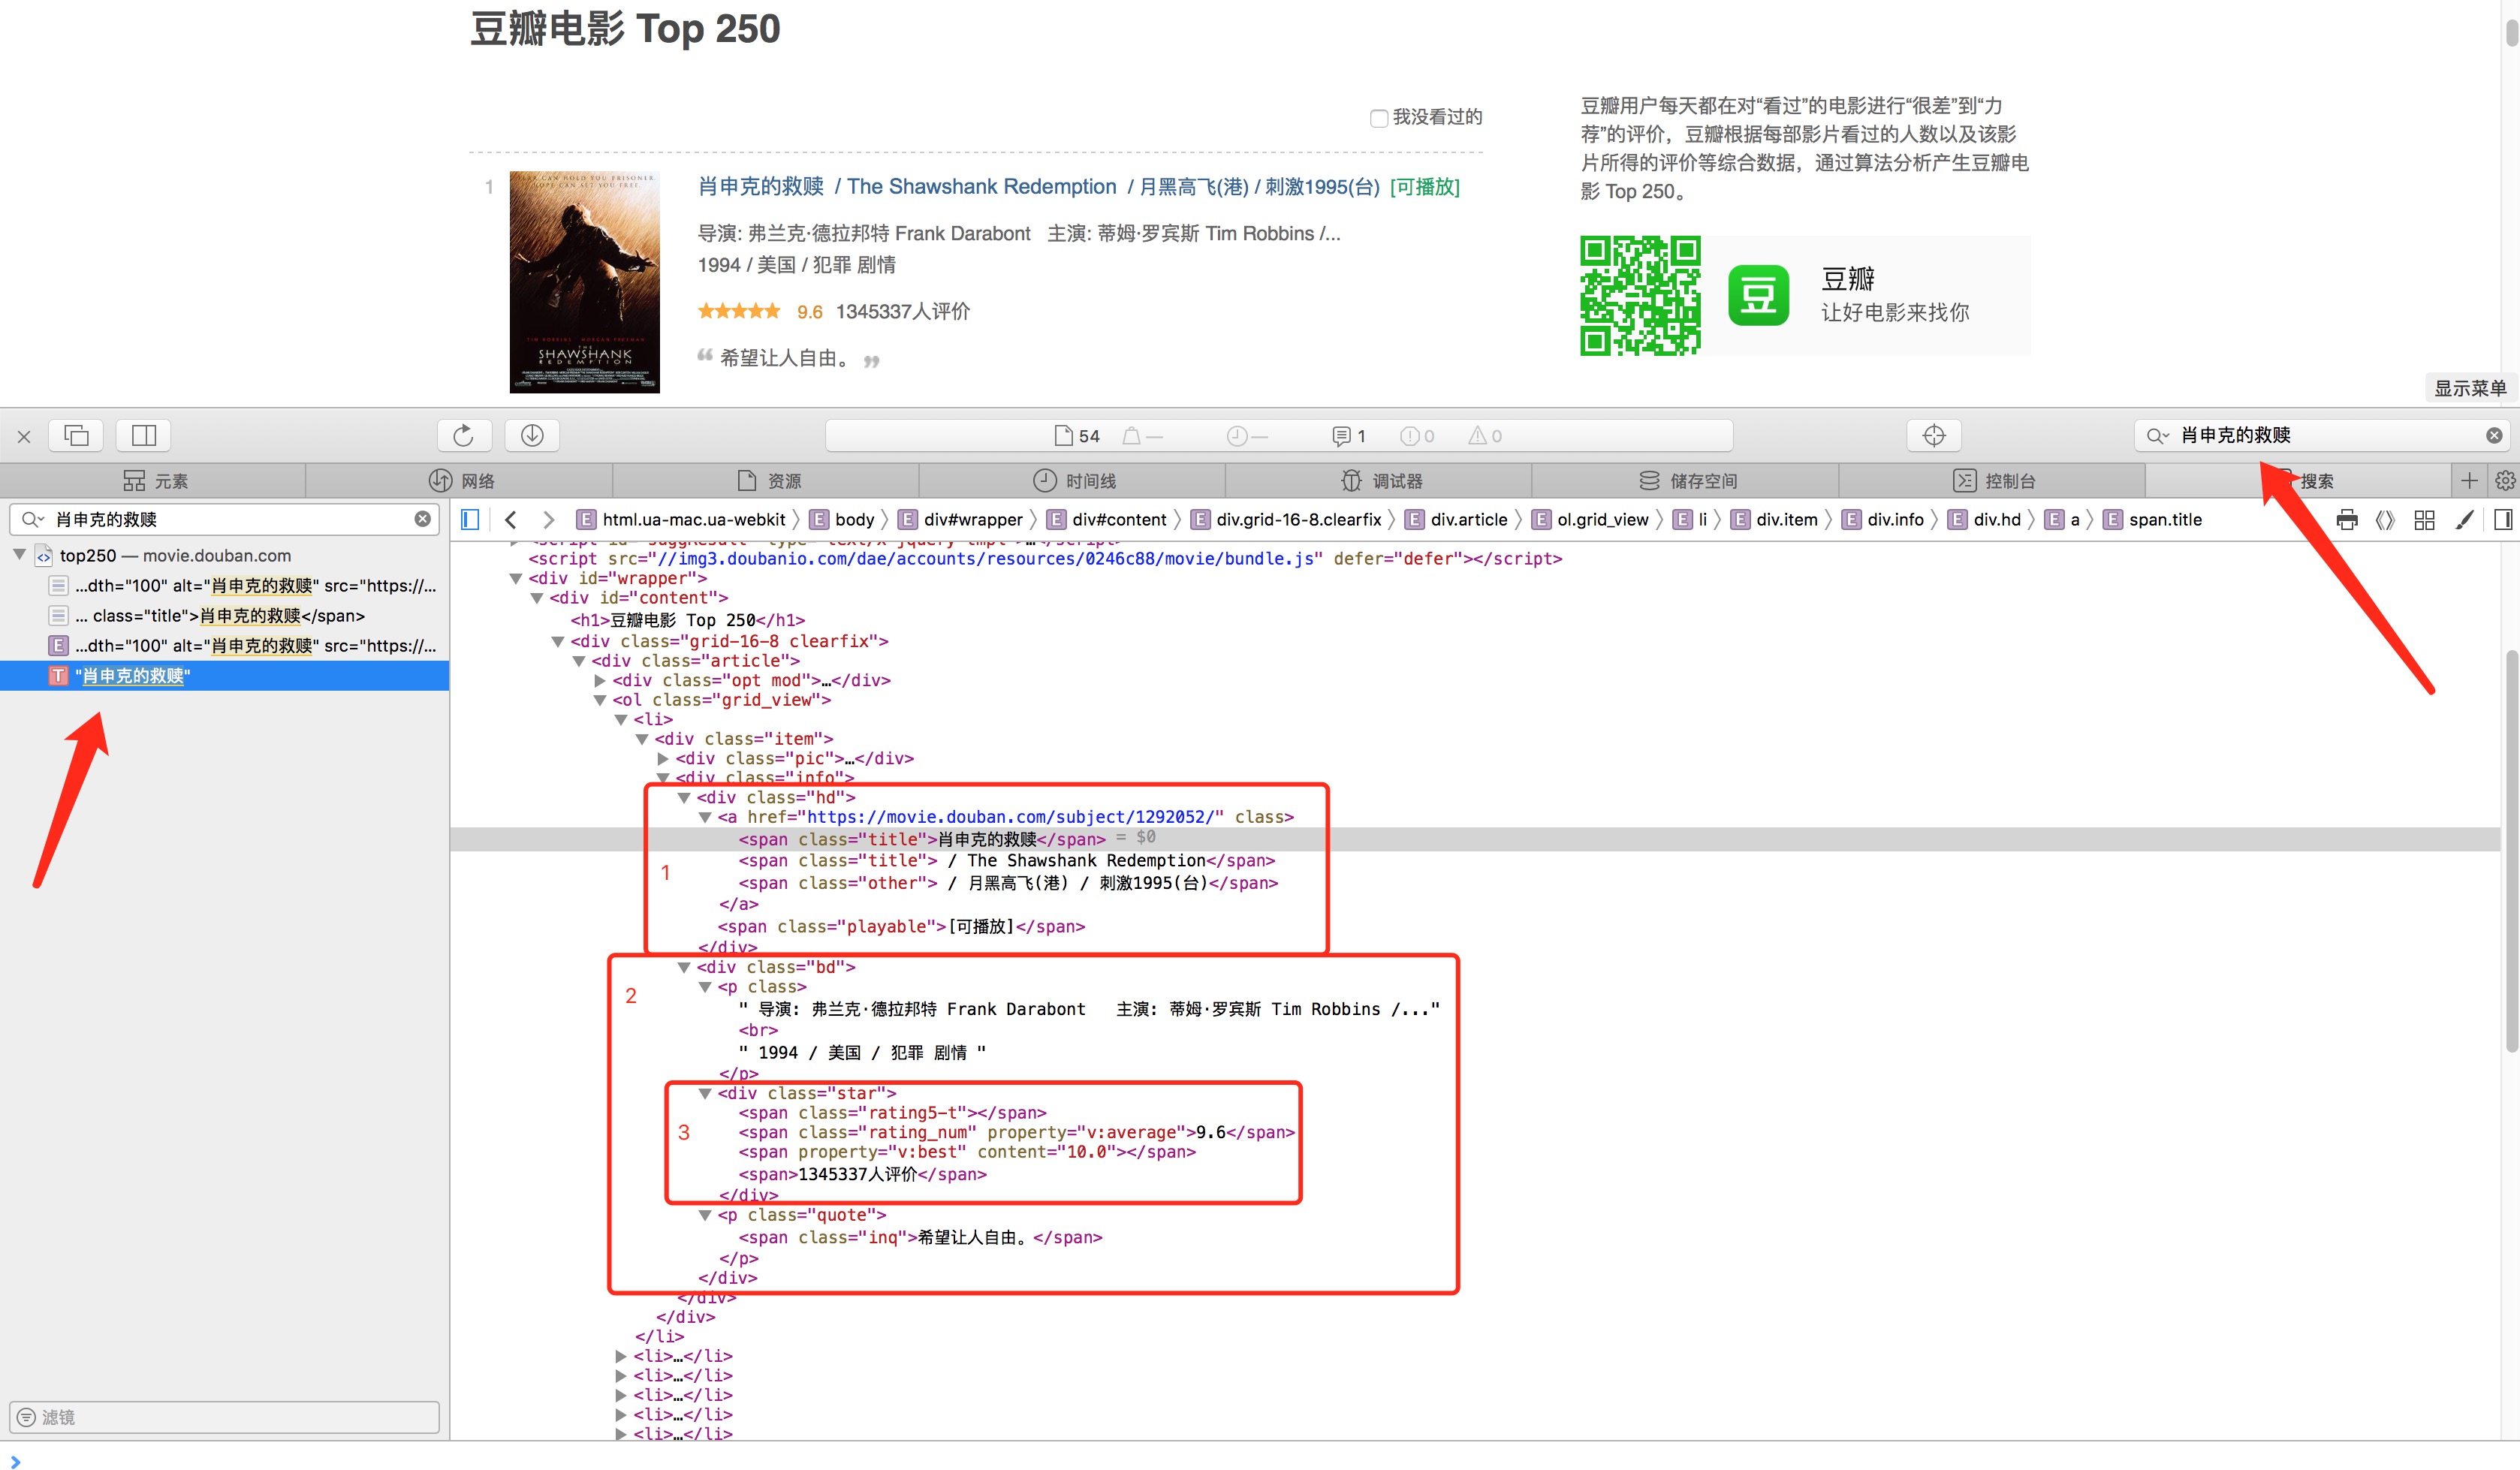 豆瓣电影 Top 250
我没看过的
豆瓣用户每天都在对“看过”的电影进行“很差”到“力
荐”的评价，豆瓣根据每部影片看过的人数以及该影
片所得的评价等综合数据，通过算法分析产生豆瓣电
影 Top 250。
1
肖申克的救赎 / The Shawshank Redemption / 月黑高飞(港) / 刺激1995(台) [可播放]
导演: 弗兰克·德拉邦特 Frank Darabont 主演: 蒂姆·罗宾斯 Tim Robbins /...
1994 / 美国 / 犯罪 剧情
9.6 1345337人评价
“ 希望让人自由。 ”
THE
SHAWSHANK
REDEMPTION
豆
豆瓣
让好电影来找你
显示菜单
54 — — 1 0 0
肖申克的救赎
元素 网络 资源 时间线 调试器 储存空间 控制台 搜索
肖申克的救赎
html.ua-mac.ua-webkit body div#wrapper div#content div.grid-16-8.clearfix div.article ol.grid_view li div.item div.info div.hd a span.title
top250 — movie.douban.com
...dth="100" alt="肖申克的救赎" src="https://...
... class="title">肖申克的救赎</span>
...dth="100" alt="肖申克的救赎" src="https://...
"肖申克的救赎"
滤镜
<script id="suggResult" type="text/x-jquery-tmpl">…</script>
<script src="//img3.doubanio.com/dae/accounts/resources/0246c88/movie/bundle.js" defer="defer"></script>
<div id="wrapper">
<div id="content">
<h1>豆瓣电影 Top 250</h1>
<div class="grid-16-8 clearfix">
<div class="article">
<div class="opt mod">…</div>
<ol class="grid_view">
<li>
<div class="item">
<div class="pic">…</div>
<div class="info">
<div class="hd">
<a href="https://movie.douban.com/subject/1292052/" class>
<span class="title">肖申克的救赎</span> = $0
<span class="title"> / The Shawshank Redemption</span>
1
<span class="other"> / 月黑高飞(港) / 刺激1995(台)</span>
</a>
<span class="playable">[可播放]</span>
</div>
<div class="bd">
<p class>
2
" 导演: 弗兰克·德拉邦特 Frank Darabont 主演: 蒂姆·罗宾斯 Tim Robbins /..."
<br>
" 1994 / 美国 / 犯罪 剧情 "
</p>
<div class="star">
<span class="rating5-t"></span>
3
<span class="rating_num" property="v:average">9.6</span>
<span property="v:best" content="10.0"></span>
<span>1345337人评价</span>
</div>
<p class="quote">
<span class="inq">希望让人自由。</span>
</p>
</div>
</div>
</div>
</li>
<li>…</li>
<li>…</li>
<li>…</li>
<li>…</li>
<li>…</li>